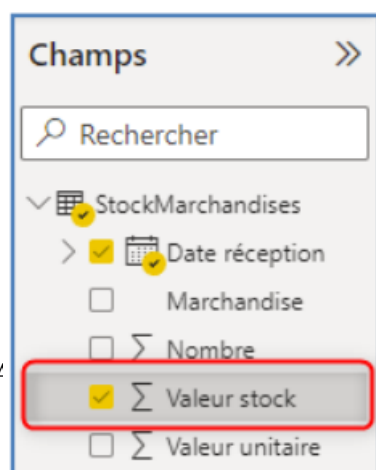 Champs
Rechercher
StockMarchandises
Date réception
Marchandise
Nombre
Valeur stock
Valeur unitaire